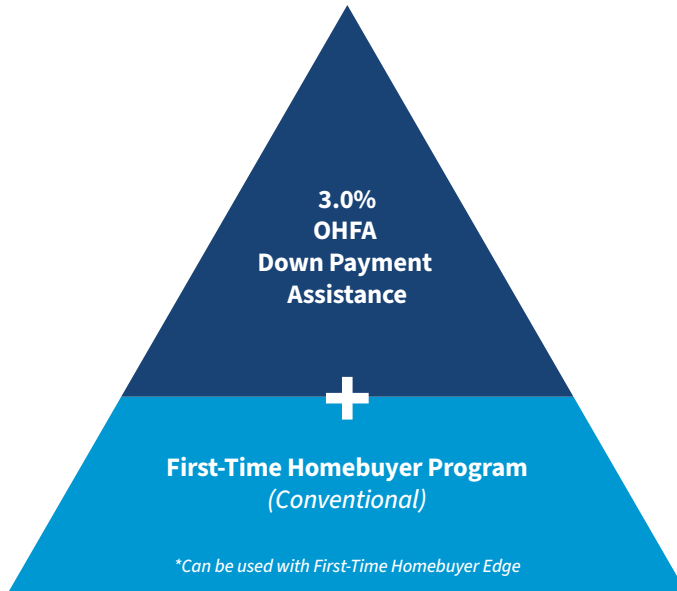 3.0%
OHFA
Down Payment
Assistance
+
First-Time Homebuyer Program
(Conventional)
*Can be used with First-Time Homebuyer Edge